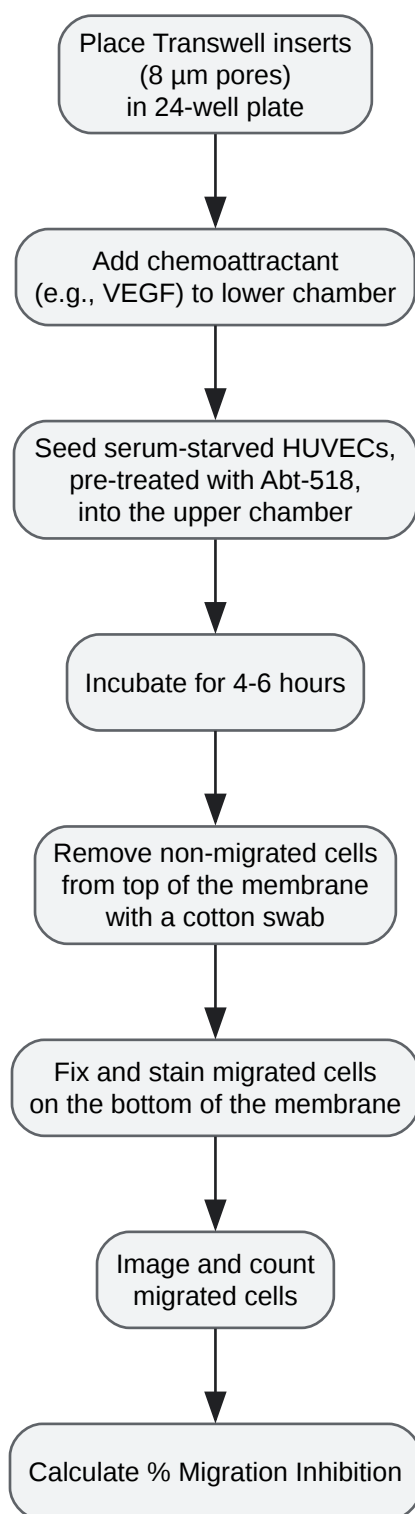 Place Transwell inserts
(8 µm pores)
in 24-well plate
Add chemoattractant
(e.g., VEGF) to lower chamber
Seed serum-starved HUVECs,
pre-treated with Abt-518,
into the upper chamber
Incubate for 4-6 hours
Remove non-migrated cells
from top of the membrane
with a cotton swab
Fix and stain migrated cells
on the bottom of the membrane
Image and count
migrated cells
Calculate % Migration Inhibition